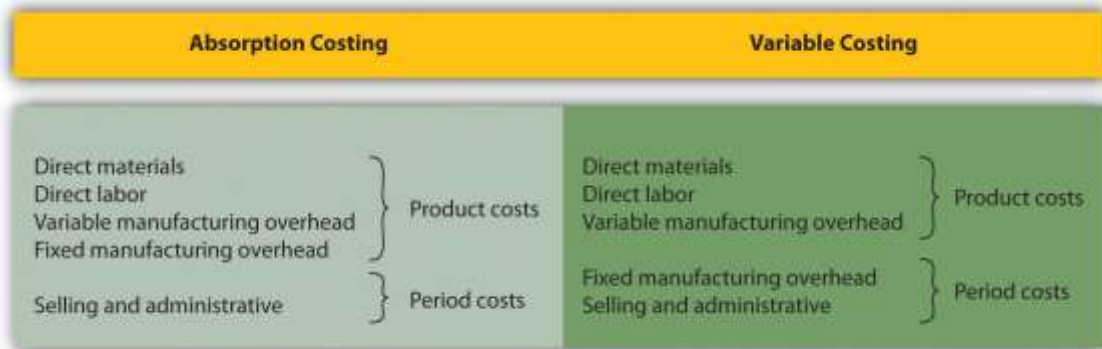 Absorption Costing
Variable Costing
Direct materials
Direct labor
Variable manufacturing overhead
Fixed manufacturing overhead
Product costs
Selling and administrative
Period costs
Direct materials
Direct labor
Variable manufacturing overhead
Product costs
Fixed manufacturing overhead
Selling and administrative
Period costs